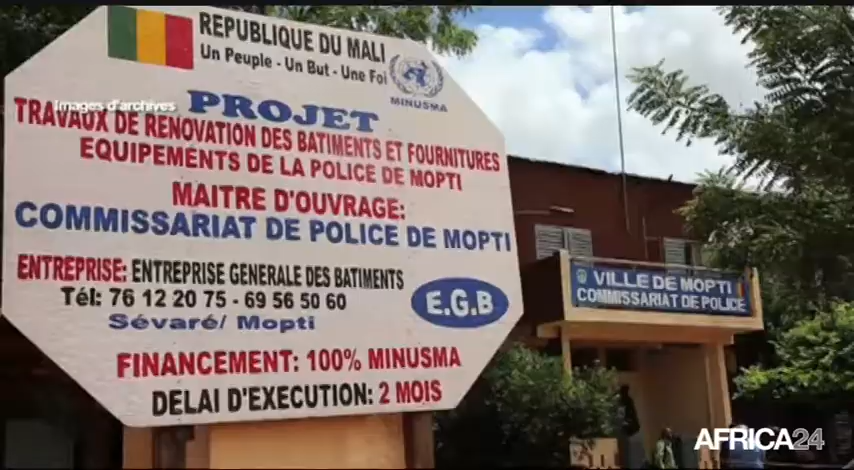 REPUBLIQUE DU MALI
Un Peuple - Un But - Une Foi
MINUSMA
Images d'archives
PROJET
TRAVAUX DE RENOVATION DES BATIMENTS ET FOURNITURES
EQUIPEMENTS DE LA POLICE DE MOPTI
MAITRE D'OUVRAGE:
COMMISSARIAT DE POLICE DE MOPTI
ENTREPRISE: ENTREPRISE GENERALE DES BATIMENTS
Tél: 76 12 20 75 - 69 56 50 60
E.G.B
Sévaré/ Mopti
FINANCEMENT: 100% MINUSMA
DELAI D'EXECUTION: 2 MOIS
VILLE DE MOPTI
COMMISSARIAT DE POLICE
AFRICA24